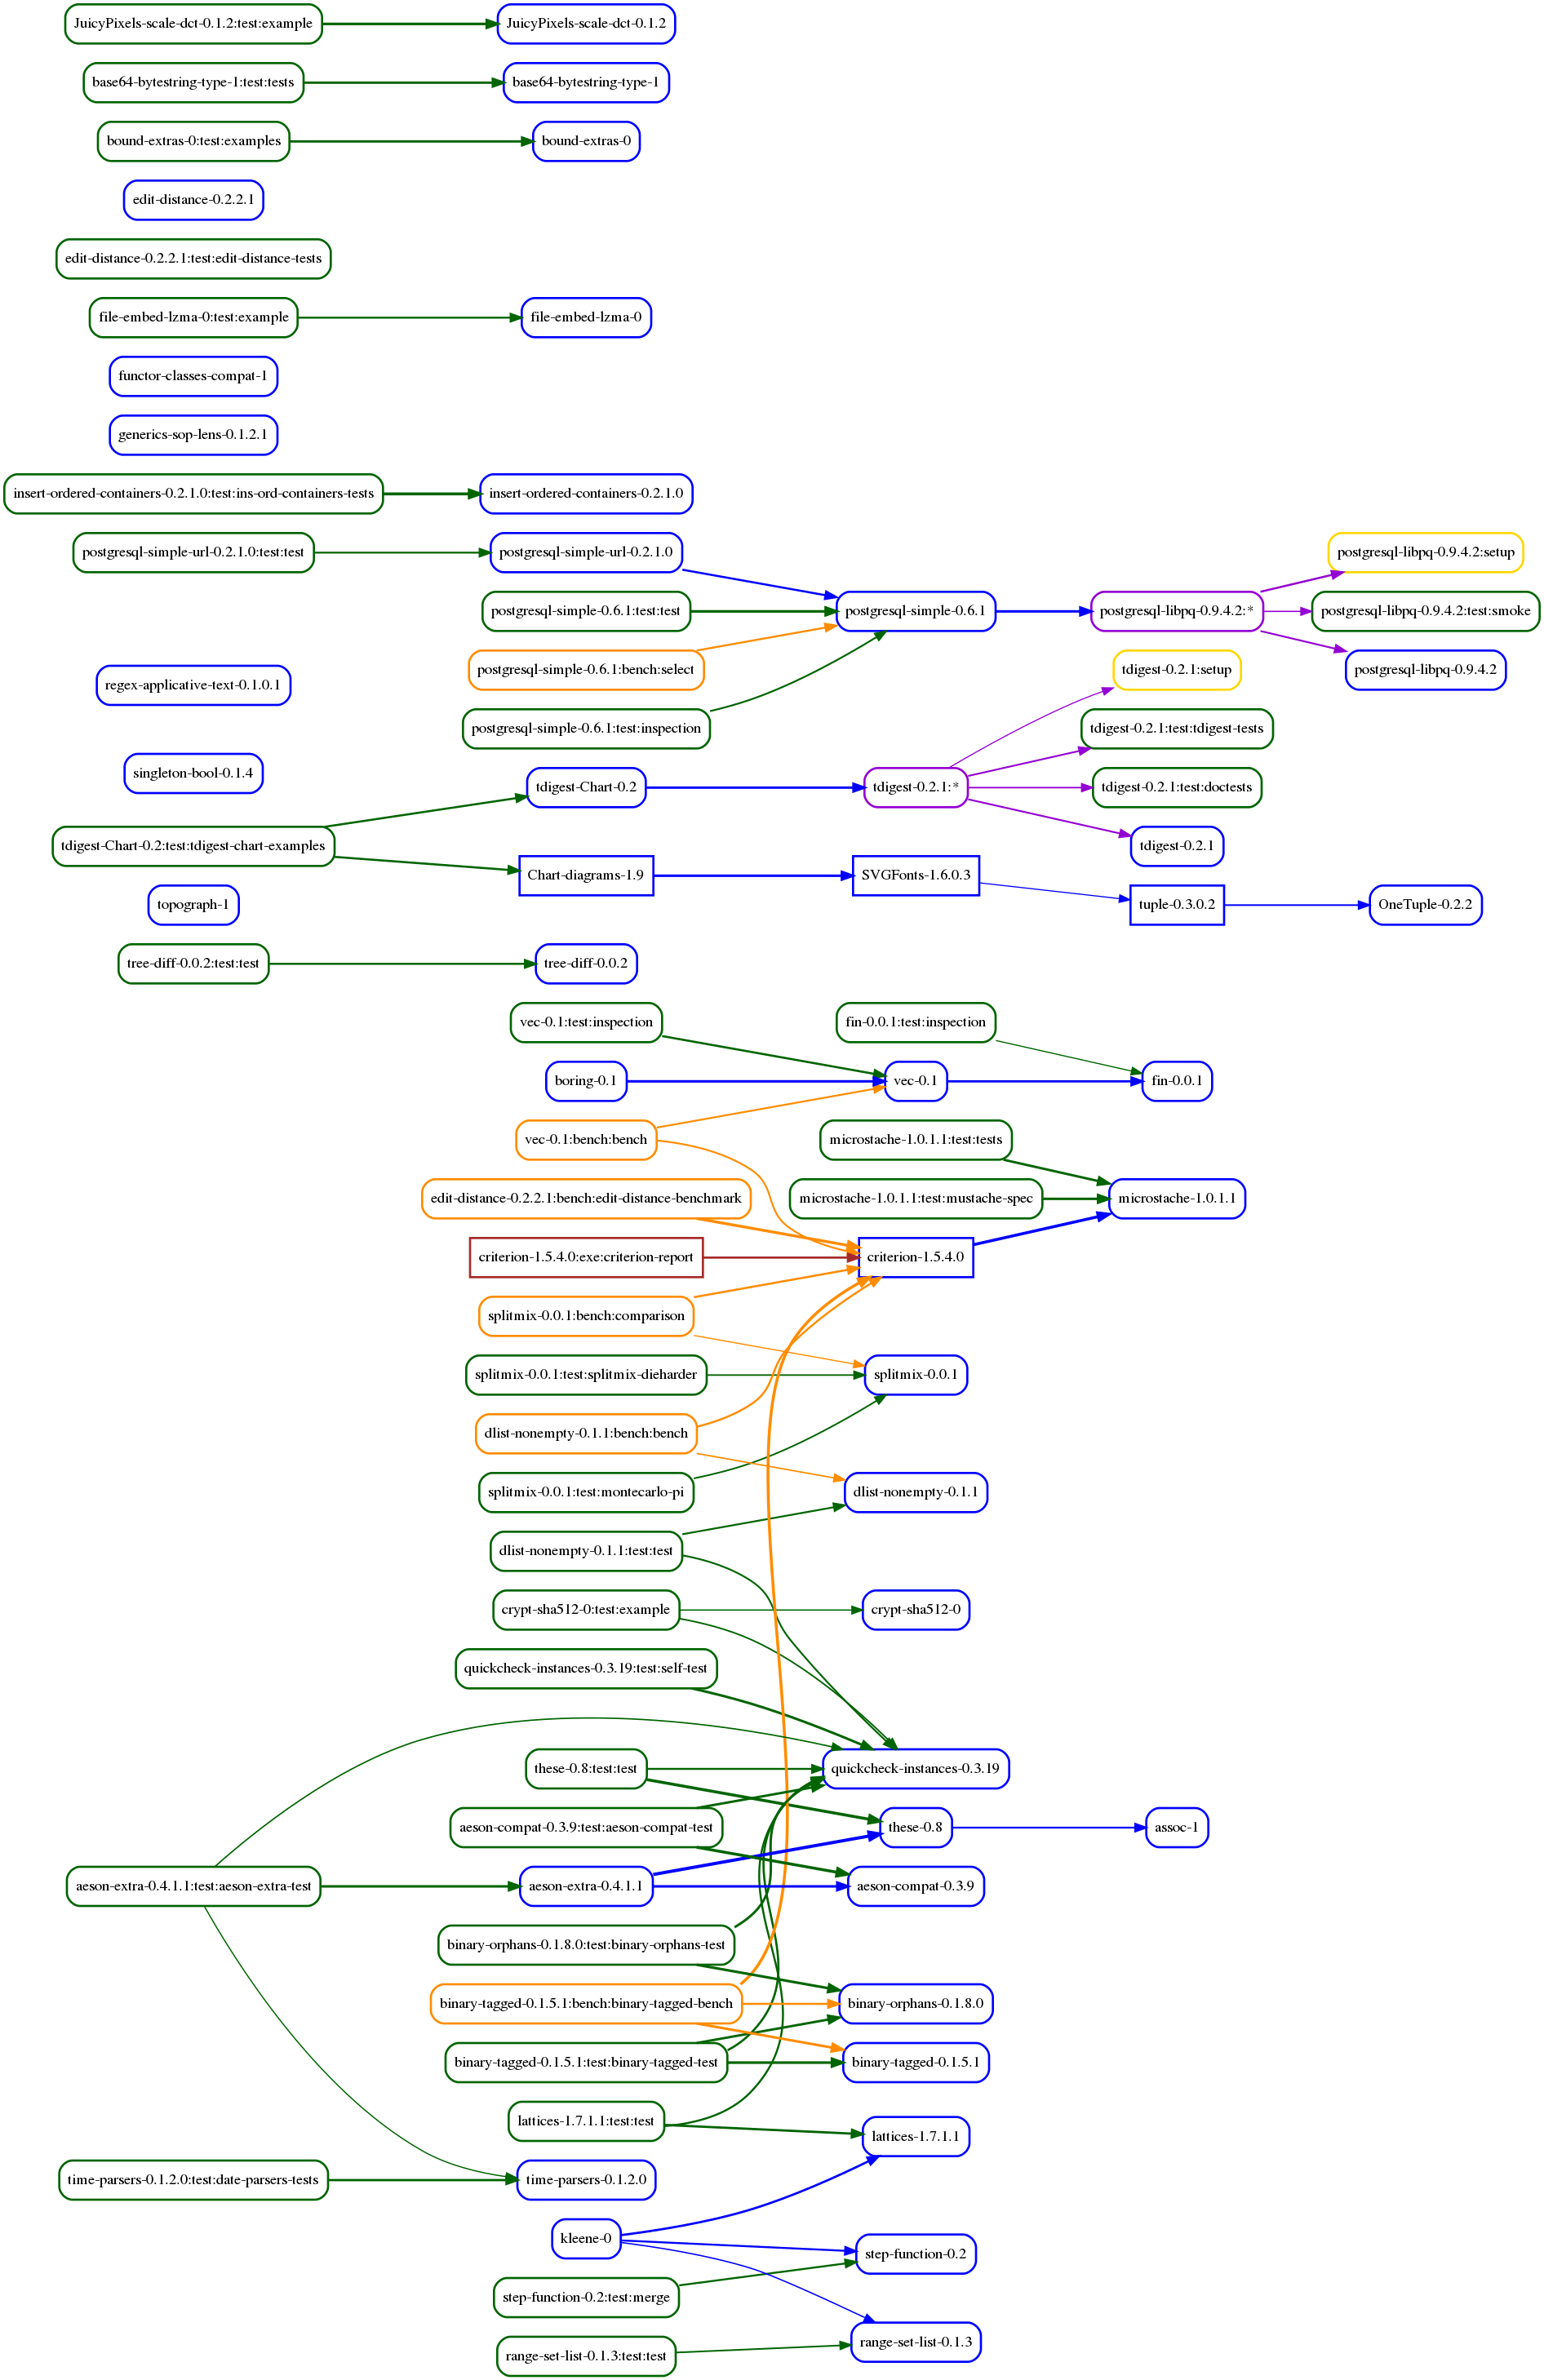 JuicyPixels-scale-dct-0.1.2:test:example
JuicyPixels-scale-dct-0.1.2
base64-bytestring-type-1:test:tests
base64-bytestring-type-1
bound-extras-0:test:examples
bound-extras-0
edit-distance-0.2.2.1
edit-distance-0.2.2.1:test:edit-distance-tests
file-embed-lzma-0:test:example
file-embed-lzma-0
functor-classes-compat-1
generics-sop-lens-0.1.2.1
insert-ordered-containers-0.2.1.0:test:ins-ord-containers-tests
insert-ordered-containers-0.2.1.0
postgresql-simple-url-0.2.1.0:test:test
postgresql-simple-url-0.2.1.0
postgresql-libpq-0.9.4.2:setup
postgresql-simple-0.6.1:test:test
postgresql-simple-0.6.1
postgresql-libpq-0.9.4.2:*
postgresql-libpq-0.9.4.2:test:smoke
postgresql-simple-0.6.1:bench:select
tdigest-0.2.1:setup
postgresql-libpq-0.9.4.2
regex-applicative-text-0.1.0.1
postgresql-simple-0.6.1:test:inspection
tdigest-0.2.1:test:tdigest-tests
singleton-bool-0.1.4
tdigest-Chart-0.2
tdigest-0.2.1:*
tdigest-0.2.1:test:doctests
tdigest-Chart-0.2:test:tdigest-chart-examples
tdigest-0.2.1
Chart-diagrams-1.9
SVGFonts-1.6.0.3
topograph-1
tuple-0.3.0.2
OneTuple-0.2.2
tree-diff-0.0.2:test:test
tree-diff-0.0.2
vec-0.1:test:inspection
fin-0.0.1:test:inspection
boring-0.1
vec-0.1
fin-0.0.1
vec-0.1:bench:bench
microstache-1.0.1.1:test:tests
edit-distance-0.2.2.1:bench:edit-distance-benchmark
microstache-1.0.1.1:test:mustache-spec
microstache-1.0.1.1
criterion-1.5.4.0:exe:criterion-report
criterion-1.5.4.0
splitmix-0.0.1:bench:comparison
splitmix-0.0.1:test:splitmix-dieharder
splitmix-0.0.1
dlist-nonempty-0.1.1:bench:bench
splitmix-0.0.1:test:montecarlo-pi
dlist-nonempty-0.1.1
dlist-nonempty-0.1.1:test:test
crypt-sha512-0:test:example
crypt-sha512-0
quickcheck-instances-0.3.19:test:self-test
these-0.8:test:test
quickcheck-instances-0.3.19
aeson-compat-0.3.9:test:aeson-compat-test
these-0.8
assoc-1
aeson-extra-0.4.1.1:test:aeson-extra-test
aeson-extra-0.4.1.1
aeson-compat-0.3.9
binary-orphans-0.1.8.0:test:binary-orphans-test
binary-tagged-0.1.5.1:bench:binary-tagged-bench
binary-orphans-0.1.8.0
binary-tagged-0.1.5.1:test:binary-tagged-test
binary-tagged-0.1.5.1
lattices-1.7.1.1:test:test
lattices-1.7.1.1
time-parsers-0.1.2.0:test:date-parsers-tests
time-parsers-0.1.2.0
kleene-0
step-function-0.2
step-function-0.2:test:merge
range-set-list-0.1.3
range-set-list-0.1.3:test:test